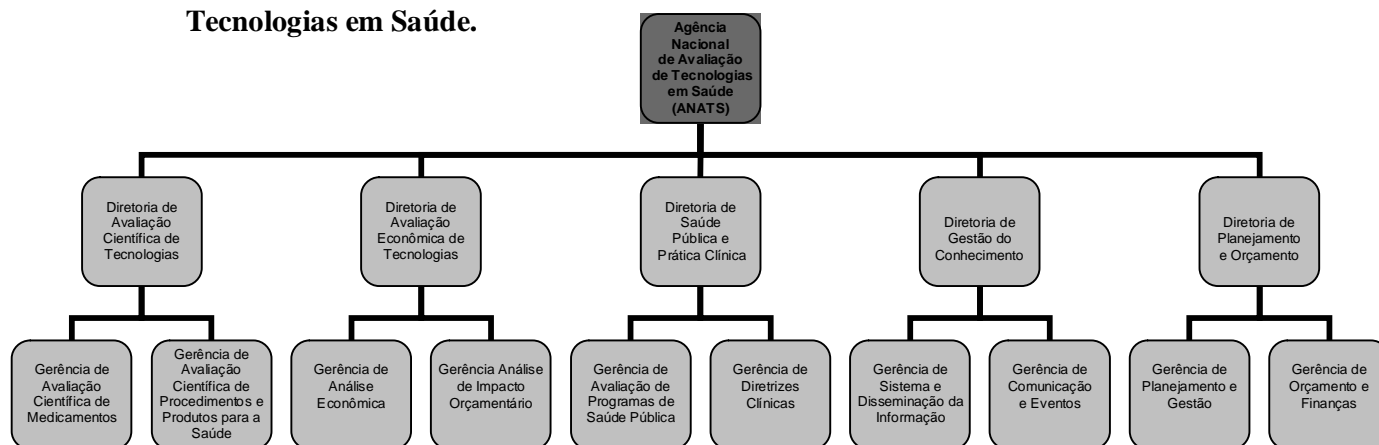 Tecnologias em Saúde.
Agência
Nacional
de Avaliação
de Tecnologias
em Saúde
(ANATS)
Diretoria de
Avaliação
Científica de
Tecnologias
Diretoria de
Avaliação
Econômica de
Tecnologias
Diretoria de
Saúde
Pública e
Prática Clínica
Diretoria de
Gestão do
Conhecimento
Diretoria de
Planejamento
e Orçamento
Gerência de
Avaliação
Científica de
Medicamentos
Gerência de
Avaliação
Científica de
Procedimentos e
Produtos para a
Saúde
Gerência de
Análise
Econômica
Gerência Análise
de Impacto
Orçamentário
Gerência de
Avaliação de
Programas de
Saúde Pública
Gerência de
Diretrizes
Clínicas
Gerência de
Sistema e
Disseminação da
Informação
Gerência de
Comunicação
e Eventos
Gerência de
Planejamento e
Gestão
Gerência de
Orçamento e
Finanças